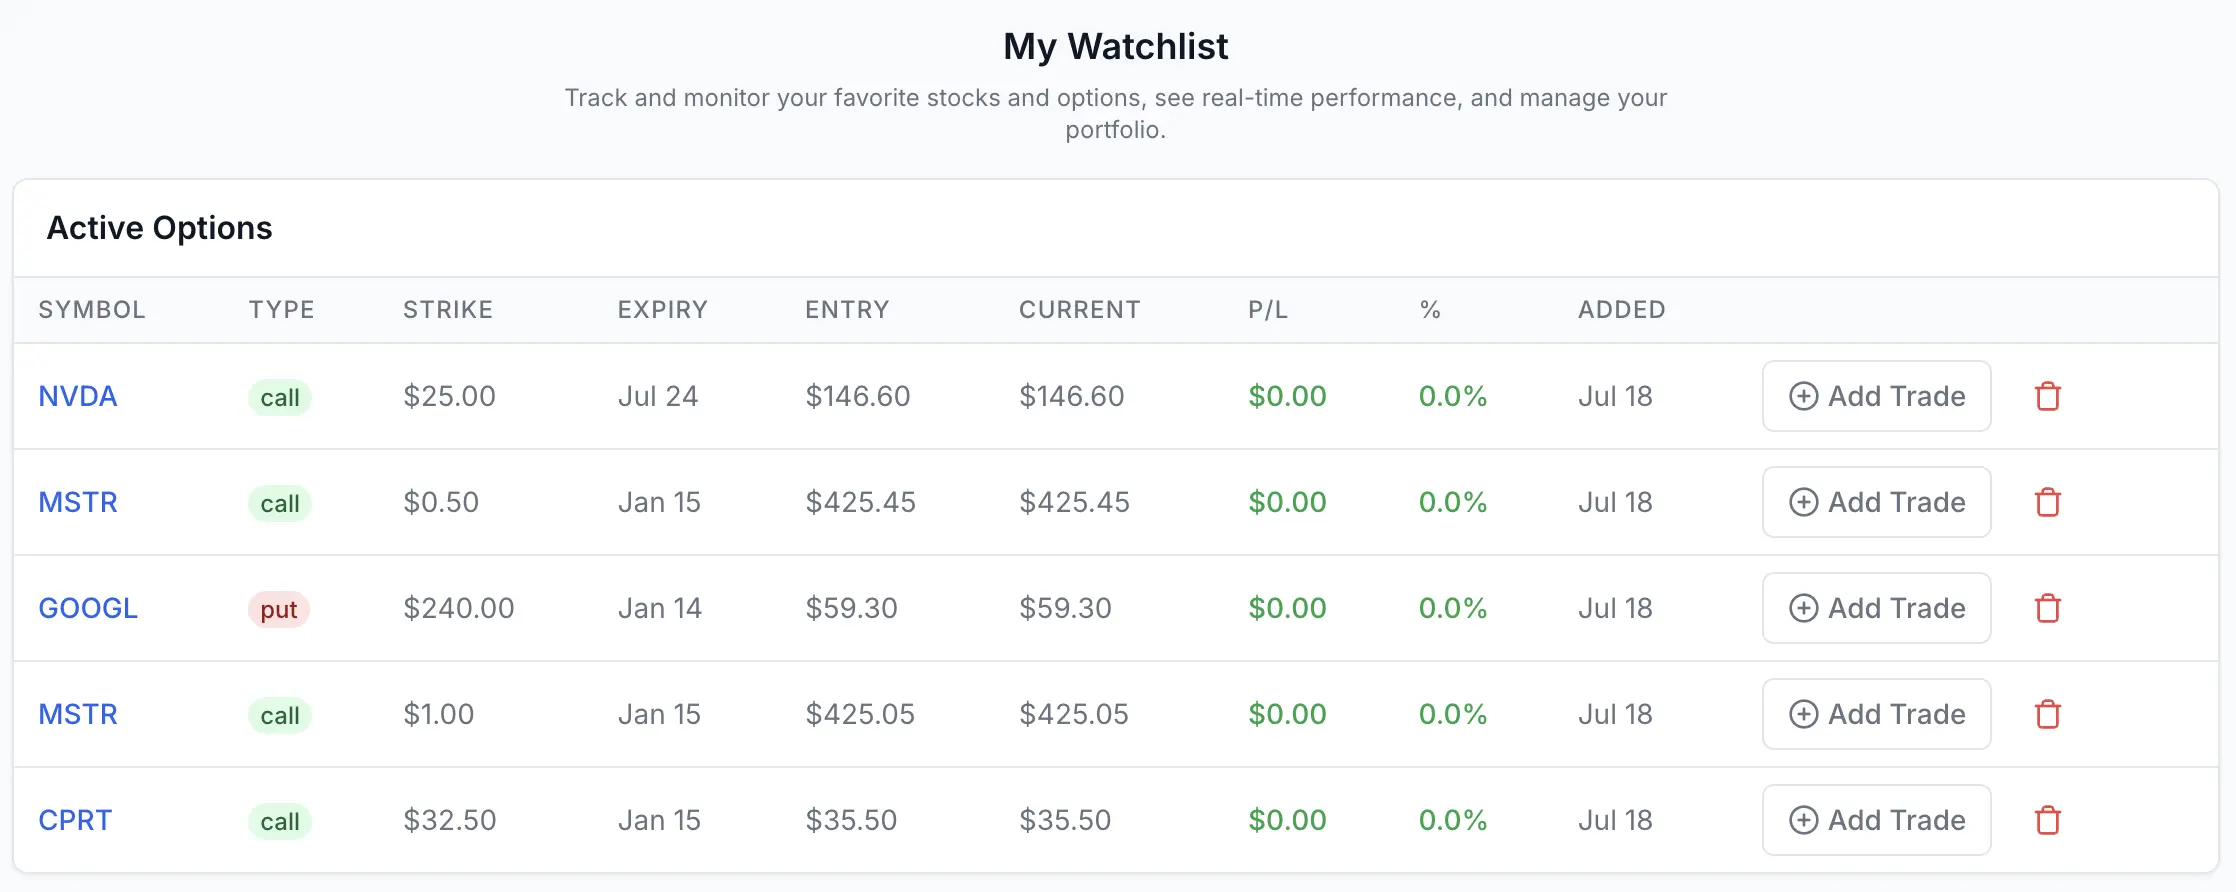 My Watchlist
Track and monitor your favorite stocks and options, see real-time performance, and manage your
portfolio.
Active Options
SYMBOL TYPE STRIKE EXPIRY ENTRY CURRENT P/L % ADDED
NVDA call $25.00 Jul 24 $146.60 $146.60 $0.00 0.0% Jul 18 Add Trade
MSTR call $0.50 Jan 15 $425.45 $425.45 $0.00 0.0% Jul 18 Add Trade
GOOGL put $240.00 Jan 14 $59.30 $59.30 $0.00 0.0% Jul 18 Add Trade
MSTR call $1.00 Jan 15 $425.05 $425.05 $0.00 0.0% Jul 18 Add Trade
CPRT call $32.50 Jan 15 $35.50 $35.50 $0.00 0.0% Jul 18 Add Trade